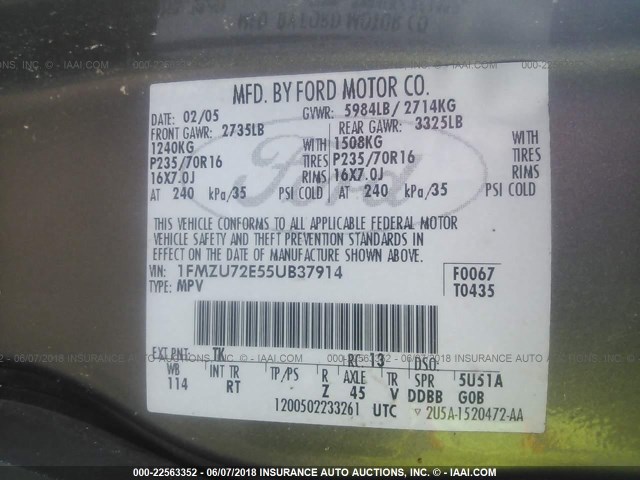 MFD. BY FORD MOTOR CO.
DATE: 02/05 GVWR: 5984LB/ 2714KG
FRONT GAWR: 2735LB REAR GAWR: 3325LB
1240KG WITH 1508KG WITH
P235/70R16 TIRES P235/70R16 TIRES
16X7.0J RIMS 16X7.0J RIMS
AT 240 kPa/35 PSI COLD AT 240 kPa/35 PSI COLD
THIS VEHICLE CONFORMS TO ALL APPLICABLE FEDERAL MOTOR
VEHICLE SAFETY AND THEFT PREVENTION STANDARDS IN
EFFECT ON THE DATE OF MANUFACTURE SHOWN ABOVE.
VIN: 1FMZU72E55UB37914 F0067
TYPE: MPV T0435
EXT PNT: TK RC: 13 DSO:
WB INT TR TP/PS R AXLE TR SPR 5U51A
114 RT Z 45 V DDBB GOB
1200502233261 UTC ▽ 2U5A-1520472-AA
Ford
000-22563352 - 06/07/2018 INSURANCE AUTO AUCTIONS, INC. - © IAAI.COM